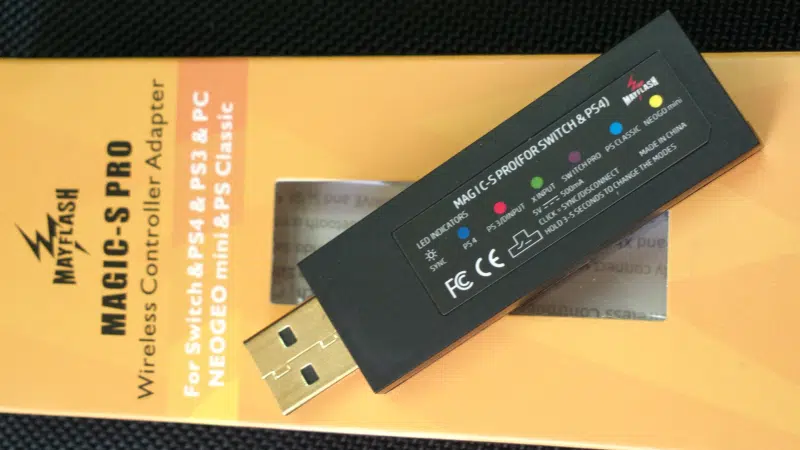 MAYFLASH
MAGIC-S PRO
Wireless Controller Adapter
For Switch & PS4 & PS3 & PC
NEOGEO mini & PS Classic
MAYFLASH
MAGIC-S PRO(FOR SWITCH & PS4)
LED INDICATORS
SYNC
PS 4
PS 3/DINPUT
X INPUT
SWITCH PRO
PS CLASSIC
NEOGO mini
5V 500mA
MADE IN CHINA
CLICK = SYNC/DISCONNECT
HOLD 3-5 SECONDS TO CHANGE THE MODES
FC CE